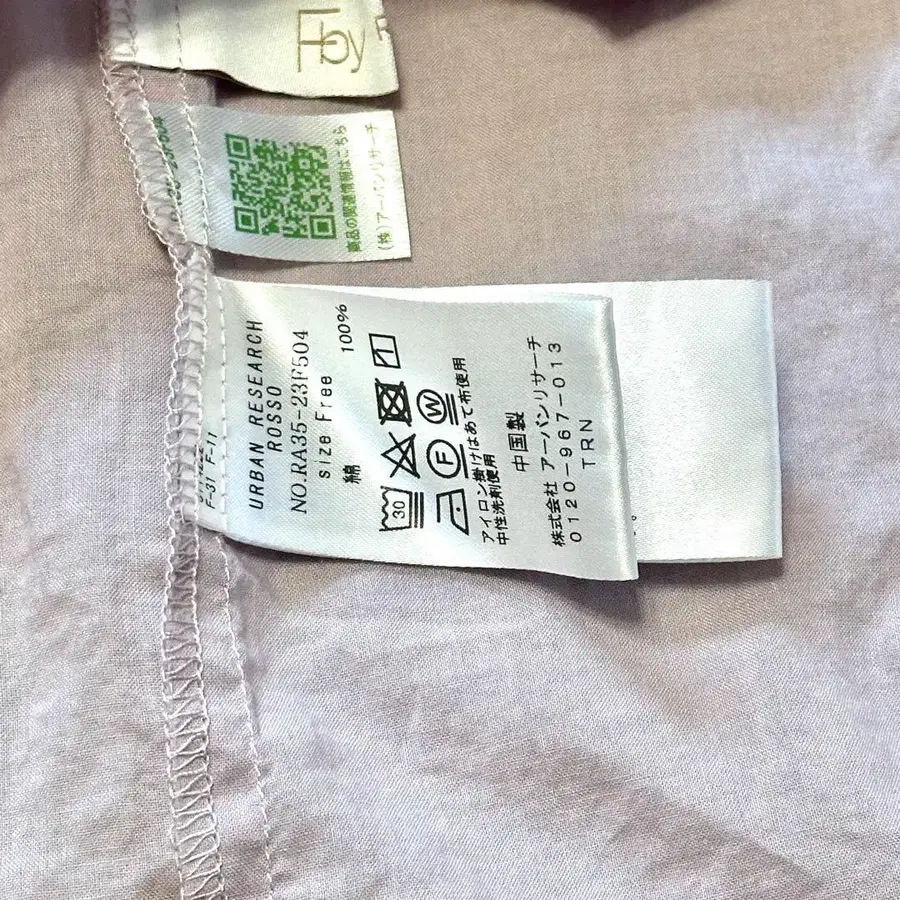 商品の関連情報はこちら
(株)アーバンリサーチ
F-31 F-11
URBAN RESEARCH
ROSSO
NO.RA35-23F504
size Free
綿 100%
30
F W
アイロン掛けはあて布使用
中性洗剤使用
中国製
株式会社 アーバンリサーチ
0120-967-013
TRN